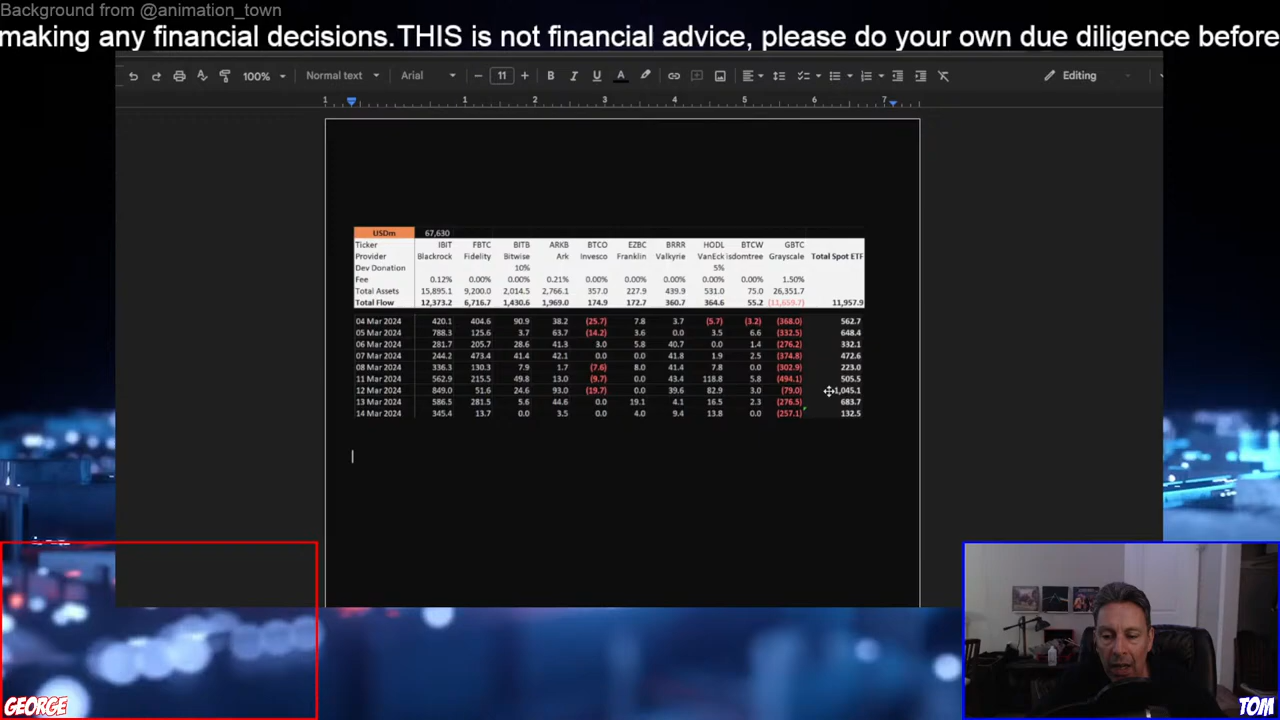 Background from @animation_town
making any financial decisions.THIS is not financial advice, please do your own due diligence before
100% Normal text Arial 11 B I U A Editing
1 1 2 3 4 5 6 7
USDm 67,630
Ticker IBIT FBTC BITB ARKB BTCO EZBC BRRR HODL BTCW GBTC
Provider Blackrock Fidelity Bitwise Ark Invesco Franklin Valkyrie VanEck isdomtree Grayscale Total Spot ETF
Dev Donation 10% 5%
Fee 0.12% 0.00% 0.00% 0.21% 0.00% 0.00% 0.00% 0.00% 0.00% 1.50%
Total Assets 15,895.1 9,200.0 2,014.5 2,766.1 357.0 227.9 439.9 531.0 75.0 26,351.7
Total Flow 12,373.2 6,716.7 1,430.6 1,969.0 174.9 172.7 360.7 364.6 55.2 (11,659.7) 11,957.9
04 Mar 2024 420.1 404.6 90.9 38.2 (25.7) 7.8 3.7 (5.7) (3.2) (368.0) 562.7
05 Mar 2024 788.3 125.6 3.7 63.7 (14.2) 3.6 0.0 3.5 6.6 (332.5) 648.4
06 Mar 2024 281.7 205.7 28.6 41.3 3.0 5.8 40.7 0.0 1.4 (276.2) 332.1
07 Mar 2024 244.2 473.4 41.4 42.1 0.0 0.0 41.8 1.9 2.5 (374.8) 472.6
08 Mar 2024 336.3 130.3 7.9 1.7 (7.6) 8.0 41.4 7.8 0.0 (302.9) 223.0
11 Mar 2024 562.9 215.5 49.8 13.0 (9.7) 0.0 43.4 118.8 5.8 (494.1) 505.5
12 Mar 2024 849.0 51.6 24.6 93.0 (19.7) 0.0 39.6 82.9 3.0 (79.0) 1,045.1
13 Mar 2024 586.5 281.5 5.6 44.6 0.0 19.1 4.1 16.5 2.3 (276.5) 683.7
14 Mar 2024 345.4 13.7 0.0 3.5 0.0 4.0 9.4 13.8 0.0 (257.1) 132.5
GEORGE
TOM